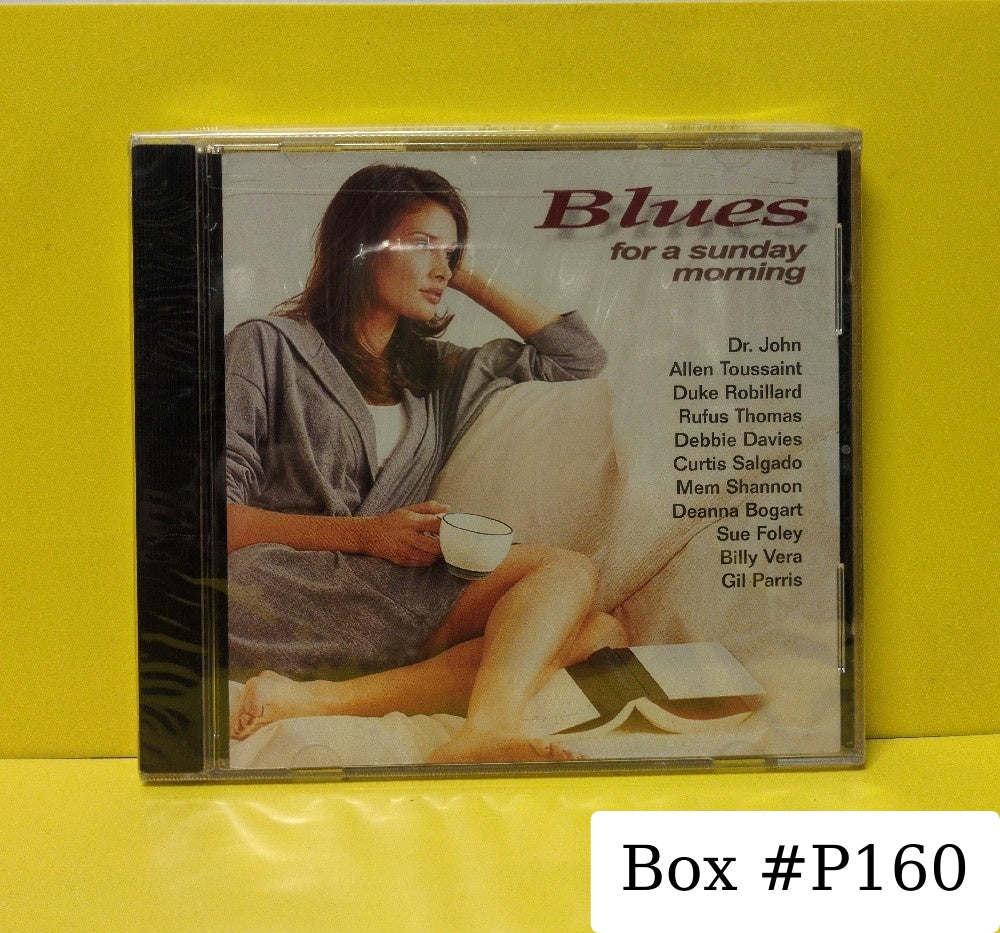 Blues
for a sunday
morning
Dr. John
Allen Toussaint
Duke Robillard
Rufus Thomas
Debbie Davies
Curtis Salgado
Mem Shannon
Deanna Bogart
Sue Foley
Billy Vera
Gil Parris
Box #P160